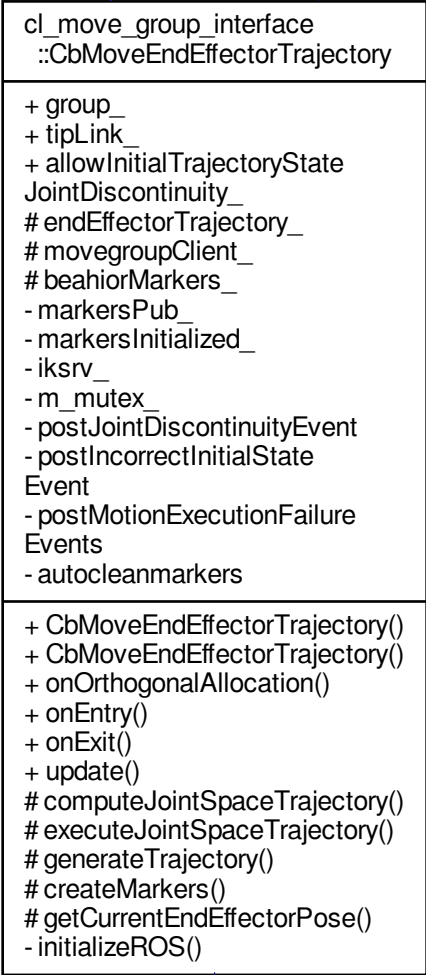 cl_move_group_interface
::CbMoveEndEffectorTrajectory
+ group_
+ tipLink_
+ allowInitialTrajectoryState
JointDiscontinuity_
# endEffectorTrajectory_
# movegroupClient_
# beahiorMarkers_
- markersPub_
- markersInitialized_
- iksrv_
- m_mutex_
- postJointDiscontinuityEvent
- postIncorrectInitialState
Event
- postMotionExecutionFailure
Events
- autocleanmarkers
+ CbMoveEndEffectorTrajectory()
+ CbMoveEndEffectorTrajectory()
+ onOrthogonalAllocation()
+ onEntry()
+ onExit()
+ update()
# computeJointSpaceTrajectory()
# executeJointSpaceTrajectory()
# generateTrajectory()
# createMarkers()
# getCurrentEndEffectorPose()
- initializeROS()